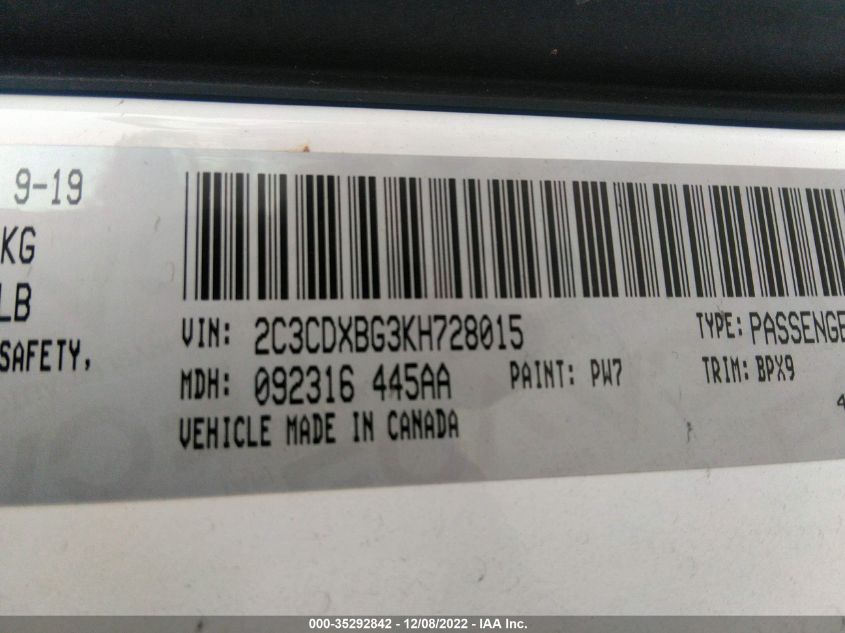 9-19
KG
LB
SAFETY,
VIN: 2C3CDXBG3KH728015
TYPE: PASSENGE
MDH: 092316 445AA
PAINT: PW7
TRIM: BPX9
VEHICLE MADE IN CANADA
4
000-35292842 - 12/08/2022 - IAA Inc.